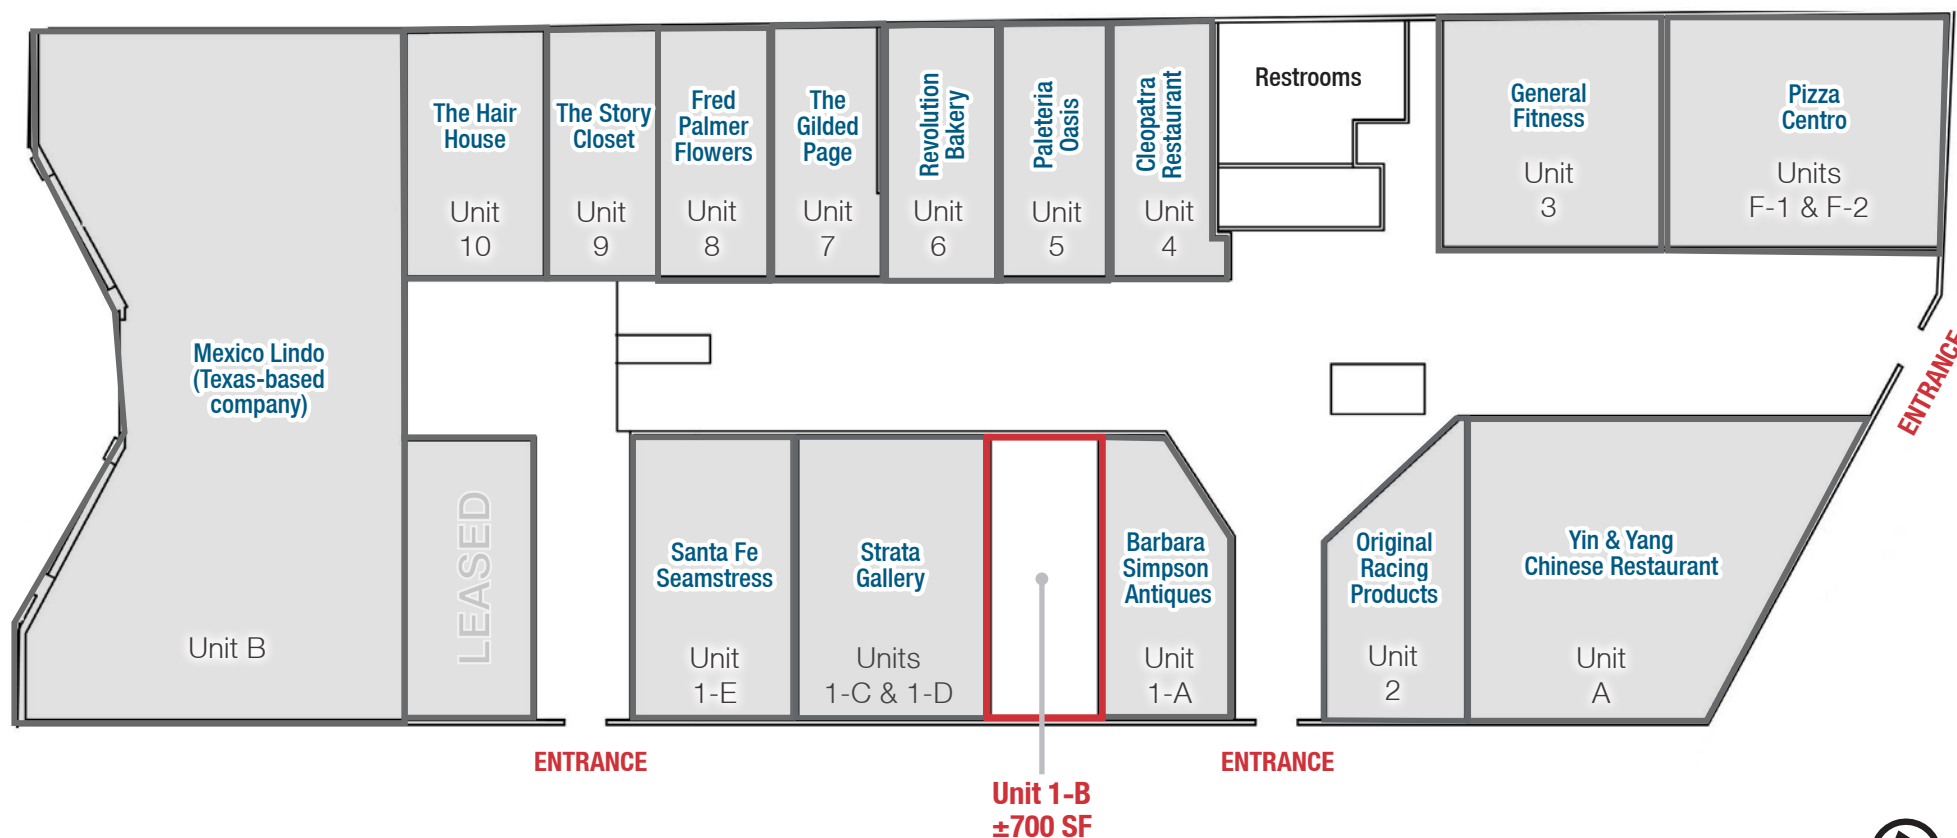 The Hair
House
Unit
10
The Story
Closet
Unit
9
Fred
Palmer
Flowers
Unit
8
The
Gilded
Page
Unit
7
Revolution
Bakery
Unit
6
Paleteria
Oasis
Unit
5
Cleopatra
Restaurant
Unit
4
Restrooms
General
Fitness
Unit
3
Pizza
Centro
Units
F-1 & F-2
Mexico Lindo
(Texas-based
company)
Unit B
LEASED
Santa Fe
Seamstress
Unit
1-E
Strata
Gallery
Units
1-C & 1-D
Barbara
Simpson
Antiques
Unit
1-A
Original
Racing
Products
Unit
2
Yin & Yang
Chinese Restaurant
Unit
A
ENTRANCE
ENTRANCE
ENTRANCE
Unit 1-B
±700 SF